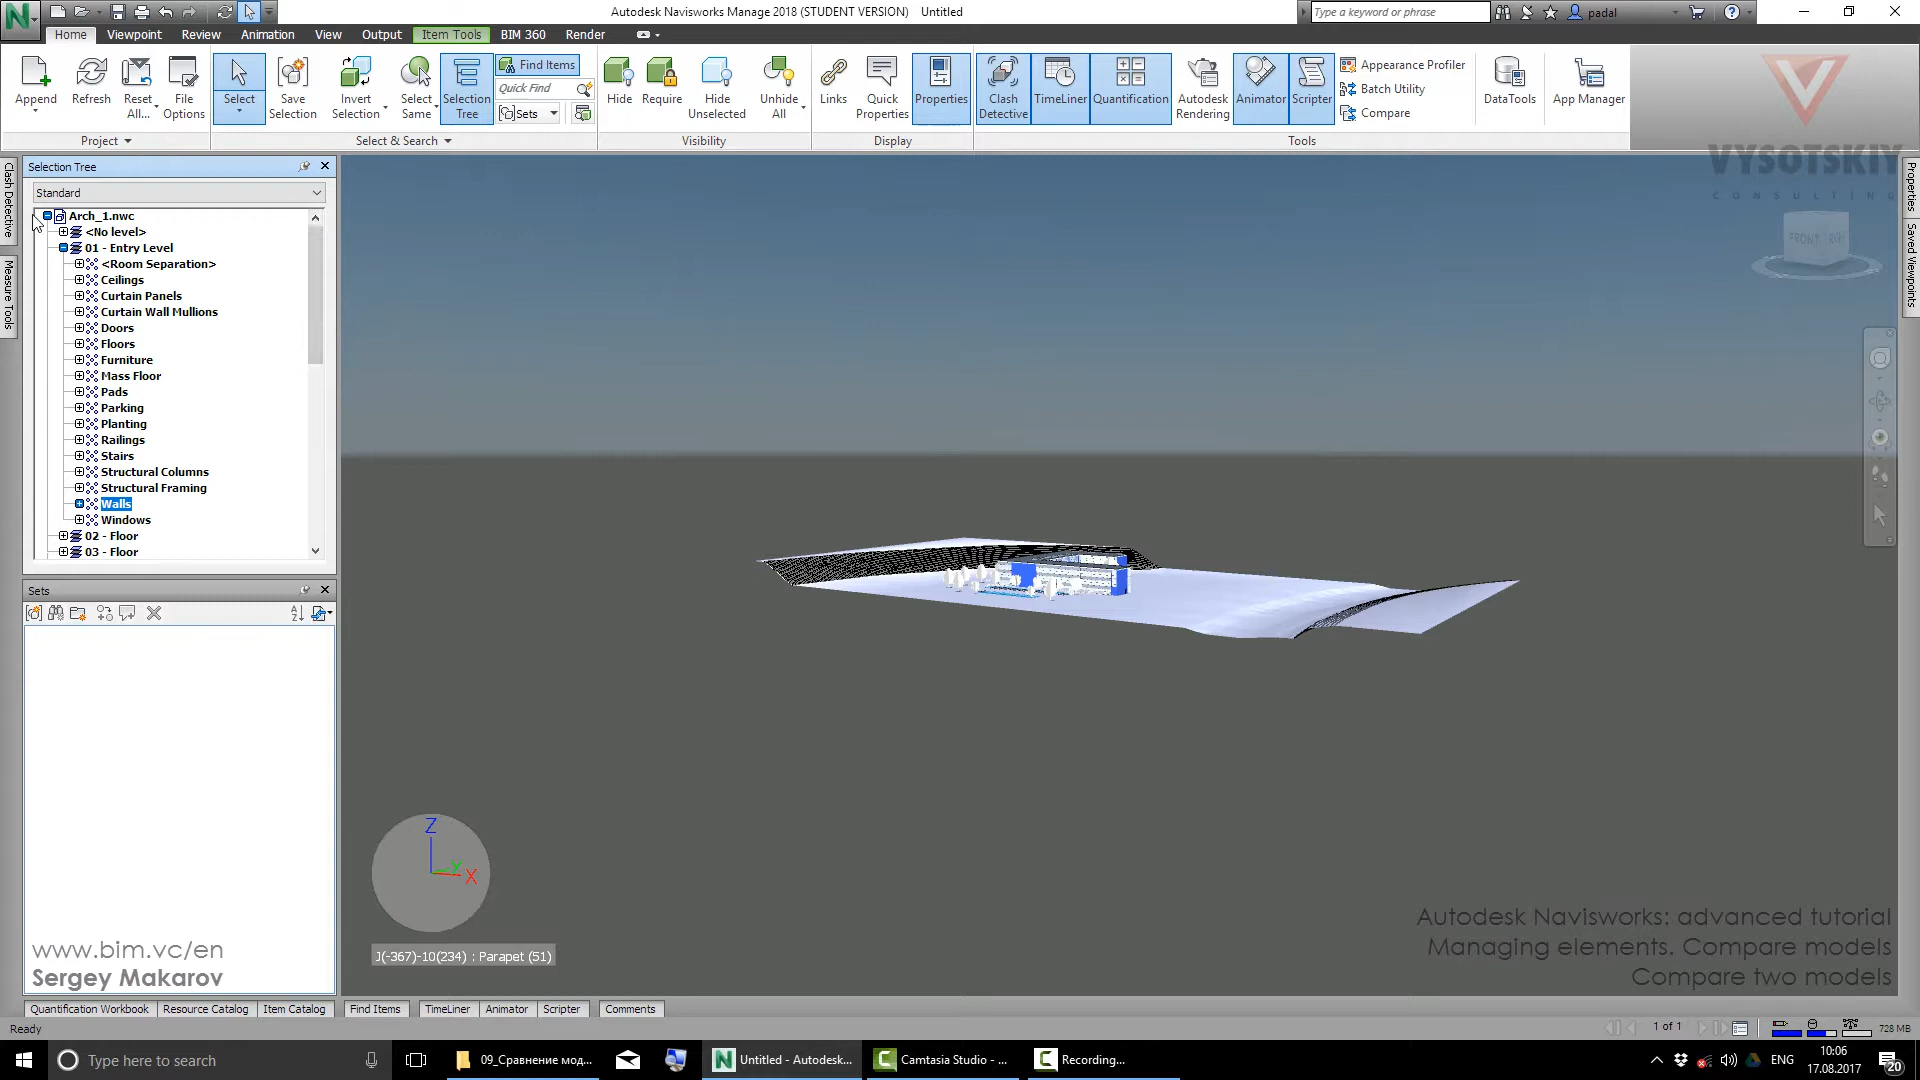 Autodesk Navisworks Manage 2018 (STUDENT VERSION) Untitled
Type a keyword or phrase
padal
Home Viewpoint Review Animation View Output Item Tools BIM 360 Render
Append
Refresh
Reset All...
File Options
Project
Select
Save Selection
Invert Selection
Select Same
Selection Tree
Find Items
Quick Find
Sets
Select & Search
Hide
Require
Hide Unselected
Unhide All
Visibility
Links
Quick Properties
Properties
Display
Clash Detective
TimeLiner
Quantification
Autodesk Rendering
Animator
Scripter
Appearance Profiler
Batch Utility
Compare
DataTools
App Manager
Tools
VYSOTSKIY
CONSULTING
Clash Detective
Measure Tools
Selection Tree
Standard
Arch_1.nwc
<No level>
01 - Entry Level
<Room Separation>
Ceilings
Curtain Panels
Curtain Wall Mullions
Doors
Floors
Furniture
Mass Floor
Pads
Parking
Planting
Railings
Stairs
Structural Columns
Structural Framing
Walls
Windows
02 - Floor
03 - Floor
Sets
FRONT
Properties
Saved Viewpoints
Z
Y
X
J(-367)-10(234) : Parapet (51)
www.bim.vc/en
Sergey Makarov
Autodesk Navisworks: advanced tutorial
Managing elements. Compare models
Compare two models
Quantification Workbook Resource Catalog Item Catalog Find Items TimeLiner Animator Scripter Comments
Ready
1 of 1
728 MB
Type here to search
09_Сравнение мод...
Untitled - Autodesk...
Camtasia Studio - ...
Recording...
ENG
10:06
17.08.2017
20